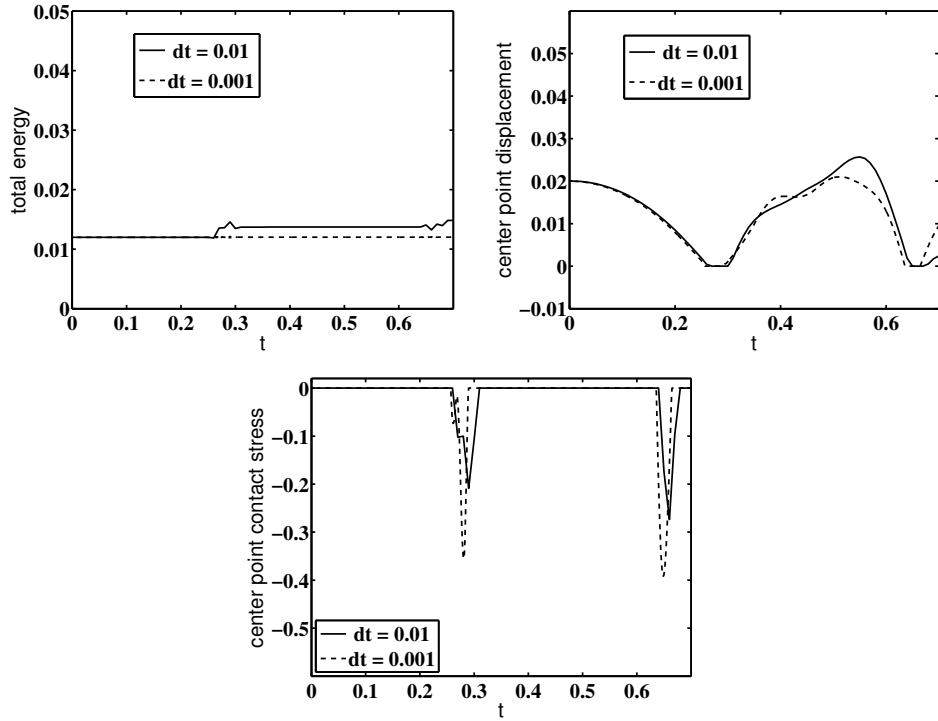 0.05
0.04
0.03
0.02
0.01
0
total energy
dt = 0.01
dt = 0.001
0 0.1 0.2 0.3 0.4 0.5 0.6
t
0.05
0.04
0.03
0.02
0.01
0
−0.01
center point displacement
dt = 0.01
dt = 0.001
0 0.2 0.4 0.6
t
0
−0.1
−0.2
−0.3
−0.4
−0.5
center point contact stress
dt = 0.01
dt = 0.001
0 0.1 0.2 0.3 0.4 0.5 0.6
t